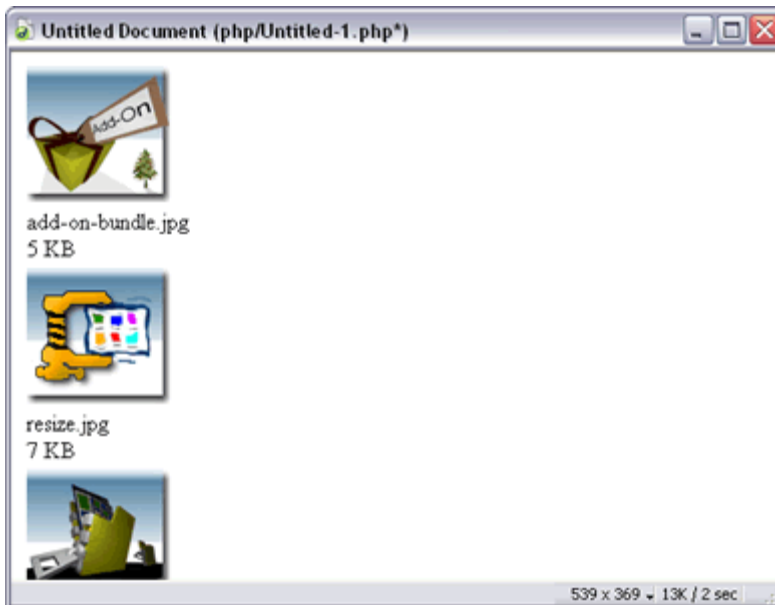 Untitled Document (php/Untitled-1.php*)
Add-On
add-on-bundle.jpg
5 KB
resize.jpg
7 KB
539 x 369 13K / 2 sec